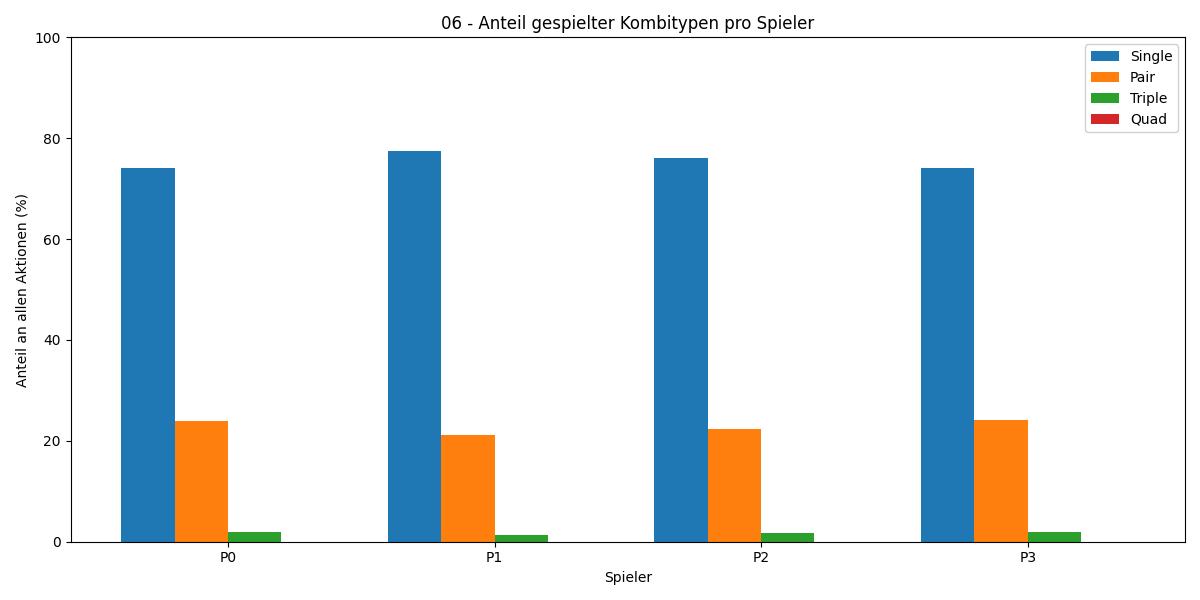 06 - Anteil gespielter Kombitypen pro Spieler
Single
Pair
Triple
Quad
Anteil an allen Aktionen (%)
100
80
60
40
20
0
P0
P1
P2
P3
Spieler